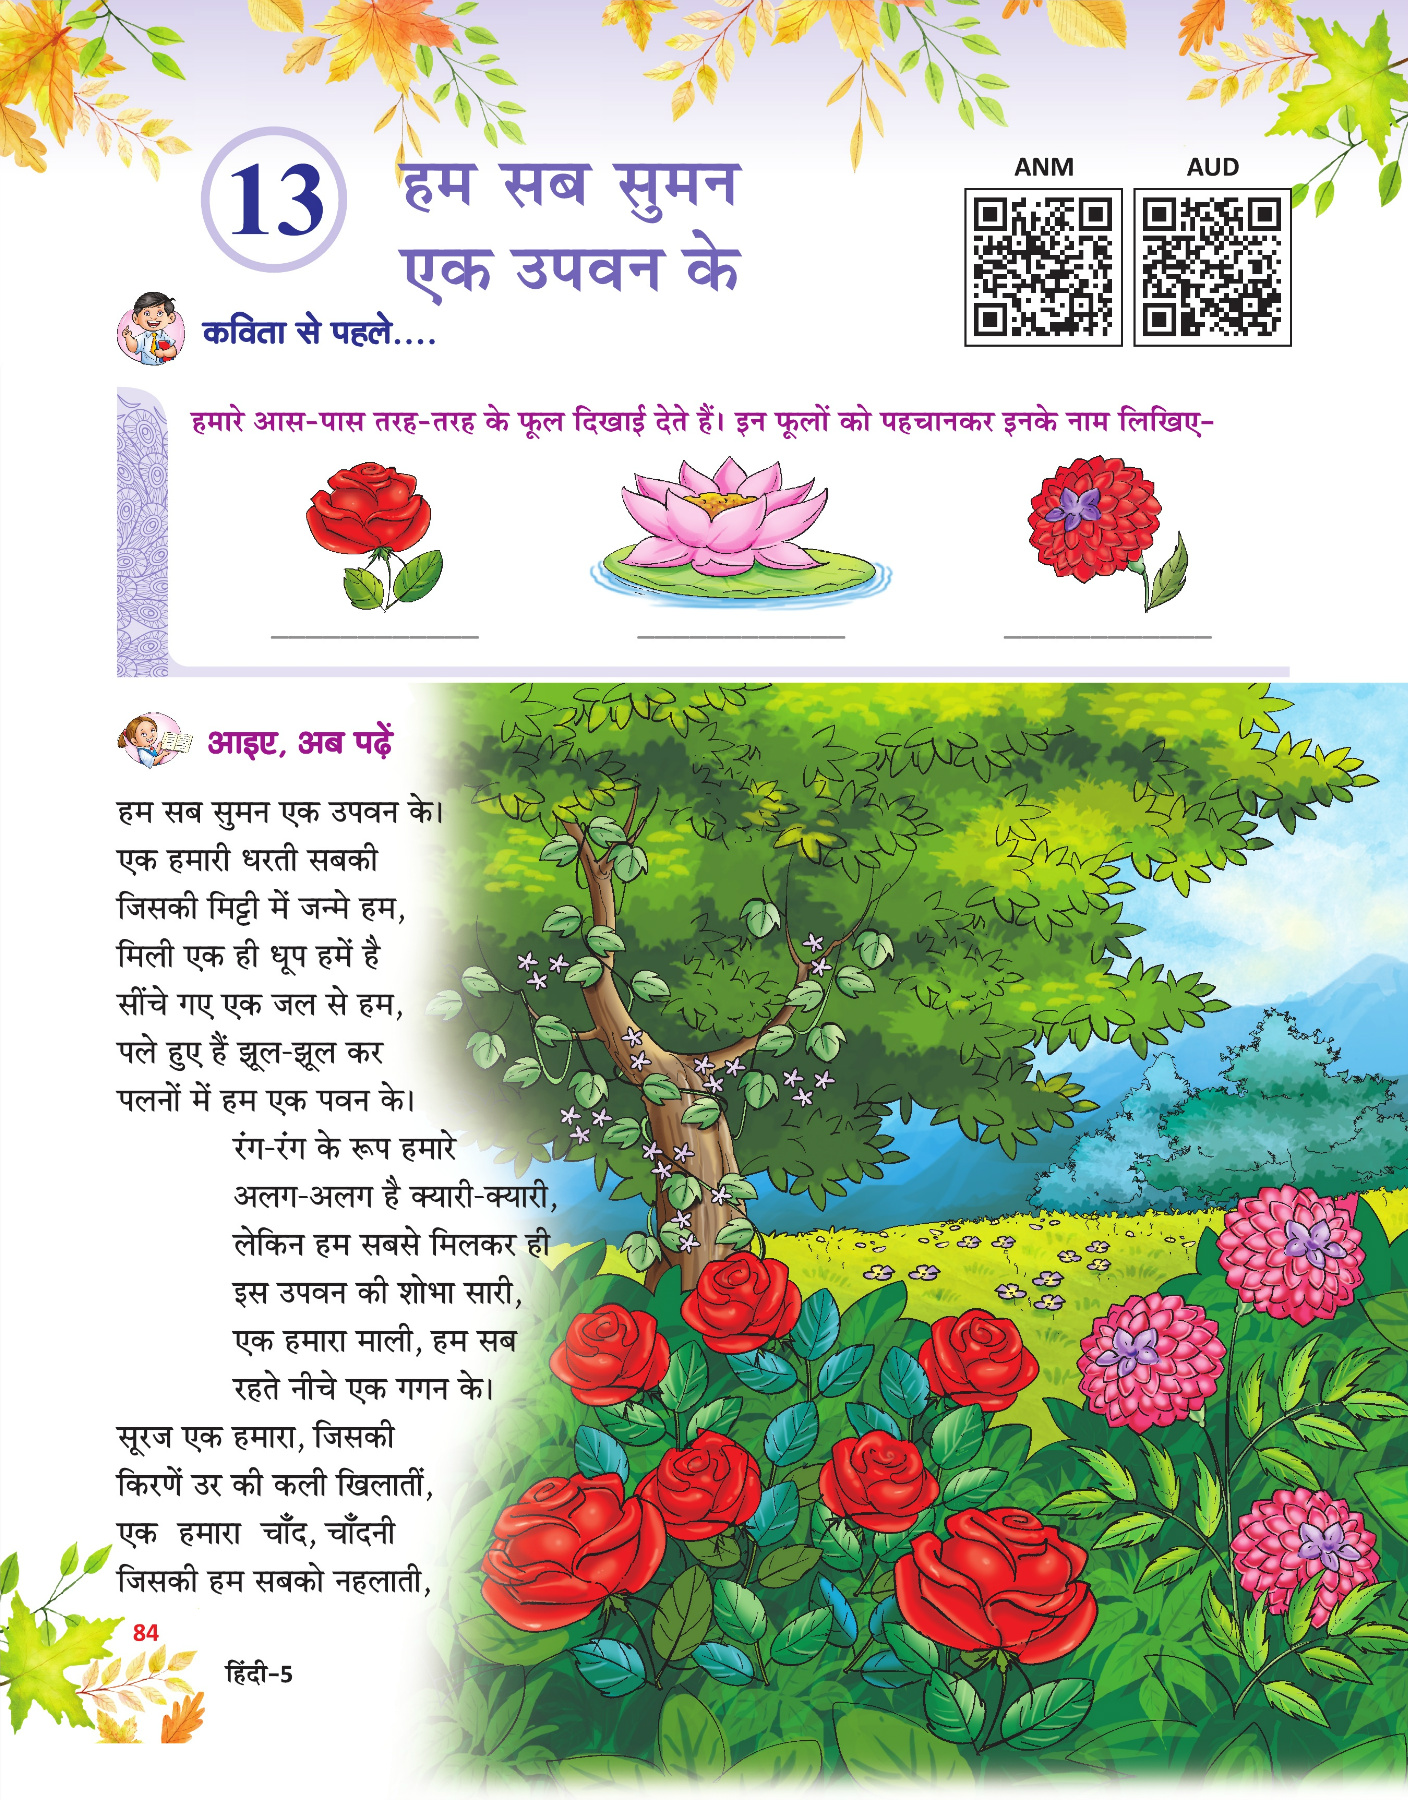 13
हम सब सुमन
एक उपवन के
ANM
AUD
कविता से पहले....
हमारे आस-पास तरह-तरह के फूल दिखाई देते हैं। इन फूलों को पहचानकर इनके नाम लिखिए-
आइए, अब पढ़ें
हम सब सुमन एक उपवन के।
एक हमारी धरती सबकी
जिसकी मिट्टी में जन्मे हम,
मिली एक ही धूप हमें है
सींचे गए एक जल से हम,
पले हुए हैं झूल-झूल कर
पलनों में हम एक पवन के।
रंग-रंग के रूप हमारे
अलग-अलग है क्यारी-क्यारी,
लेकिन हम सबसे मिलकर ही
इस उपवन की शोभा सारी,
एक हमारा माली, हम सब
रहते नीचे एक गगन के।
सूरज एक हमारा, जिसकी
किरणें उर की कली खिलातीं,
एक हमारा चाँद, चाँदनी
जिसकी हम सबको नहलाती,
84
हिंदी-5